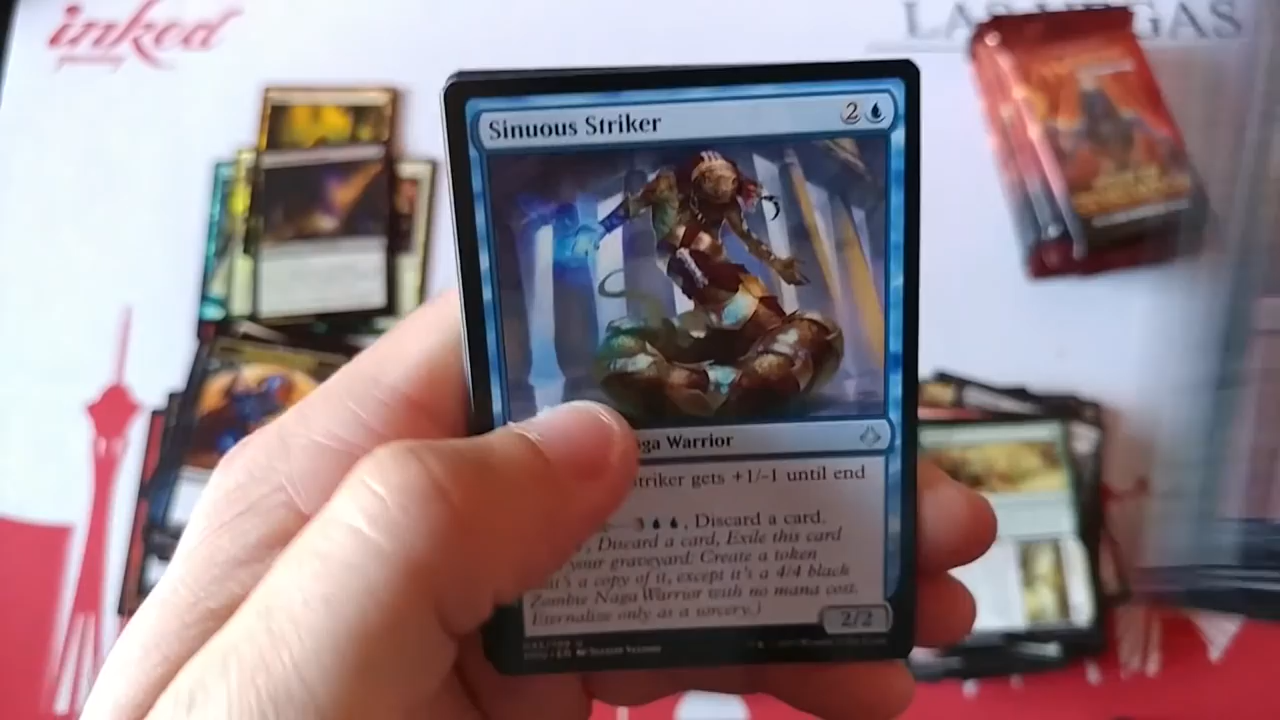 inked
LAS VEGAS
Sinuous Striker
2
Naga Warrior
Striker gets +1/-1 until end
3, Discard a card.
, Discard a card, Exile this card
your graveyard: Create a token
it's a copy of it, except it's a 4/4 black
Zombie Naga Warrior with no mana cost.
Eternalize only as a sorcery.)
2/2